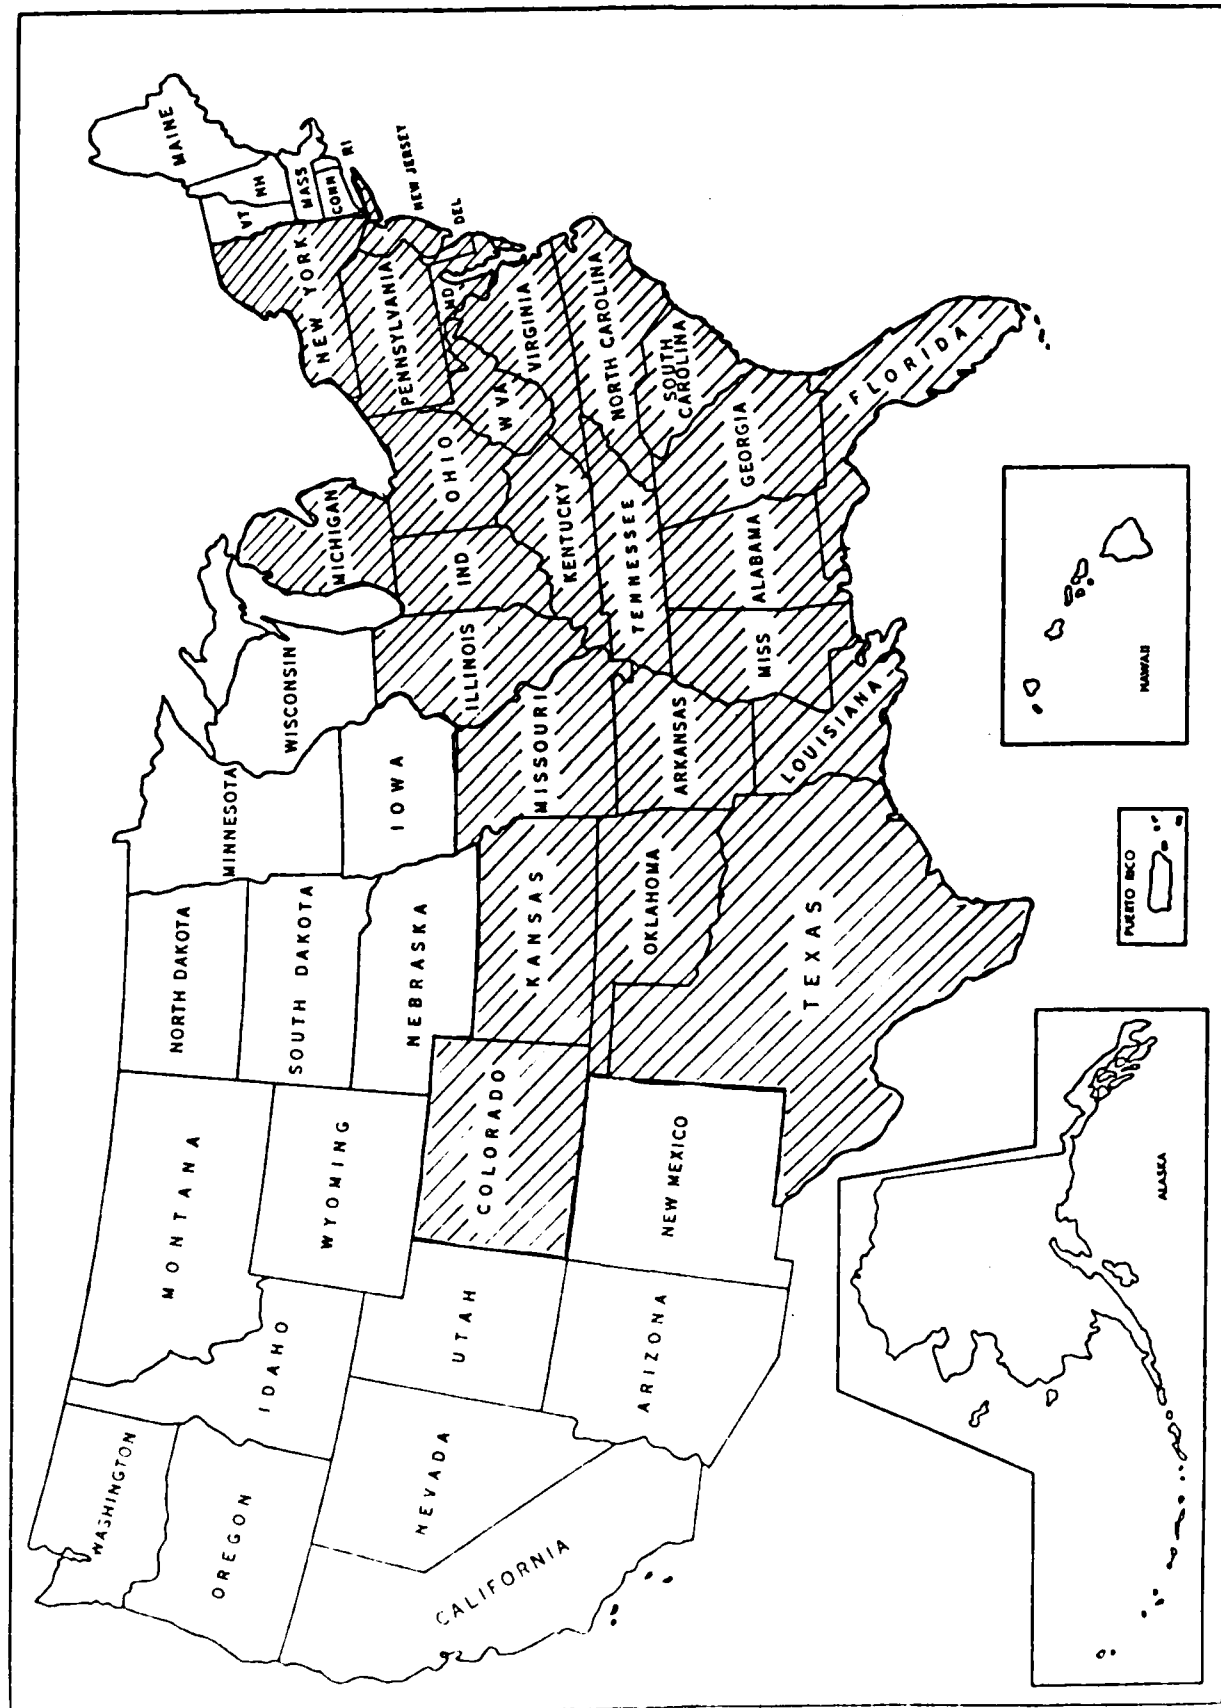 WASHINGTON
OREGON
CALIFORNIA
NEVADA
IDAHO
MONTANA
WYOMING
UTAH
ARIZONA
COLORADO
NEW MEXICO
NORTH DAKOTA
SOUTH DAKOTA
NEBRASKA
KANSAS
OKLAHOMA
TEXAS
MINNESOTA
IOWA
MISSOURI
ARKANSAS
LOUISIANA
WISCONSIN
ILLINOIS
MICHIGAN
IND
OHIO
KENTUCKY
TENNESSEE
MISS
ALABAMA
GEORGIA
FLORIDA
SOUTH
CAROLINA
NORTH CAROLINA
VIRGINIA
W VA
MD
DEL
PENNSYLVANIA
NEW JERSEY
NEW YORK
CONN
RI
MASS
VT
NH
MAINE
ALASKA
PUERTO RICO
HAWAII